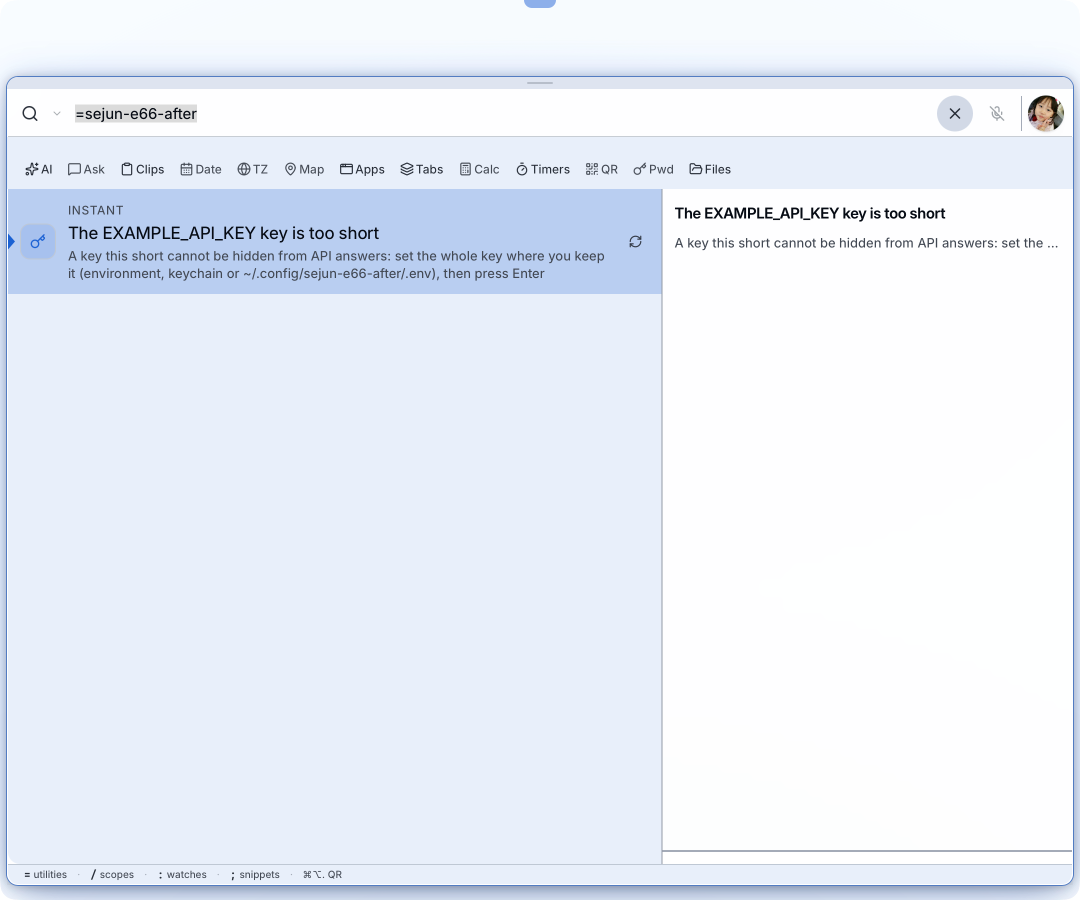 =sejun-e66-after
AI Ask Clips Date TZ Map Apps Tabs Calc Timers QR Pwd Files
INSTANT
The EXAMPLE_API_KEY key is too short
A key this short cannot be hidden from API answers: set the whole key where you keep
it (environment, keychain or ~/.config/sejun-e66-after/.env), then press Enter
The EXAMPLE_API_KEY key is too short
A key this short cannot be hidden from API answers: set the ...
= utilities · / scopes · : watches · ; snippets · ⌘⌥. QR